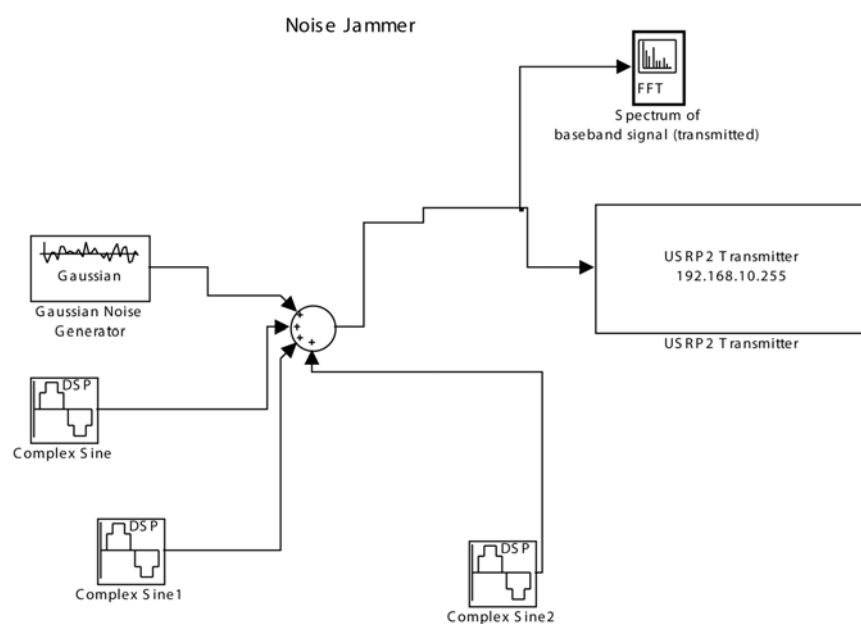 Noise Jammer
FFT
Spectrum of
baseband signal (transmitted)
USRP2 Transmitter
192.168.10.255
USRP2 Transmitter
Gaussian
Gaussian Noise
Generator
+
+
+
+
DSP
Complex Sine
DSP
Complex Sine1
DSP
Complex Sine2